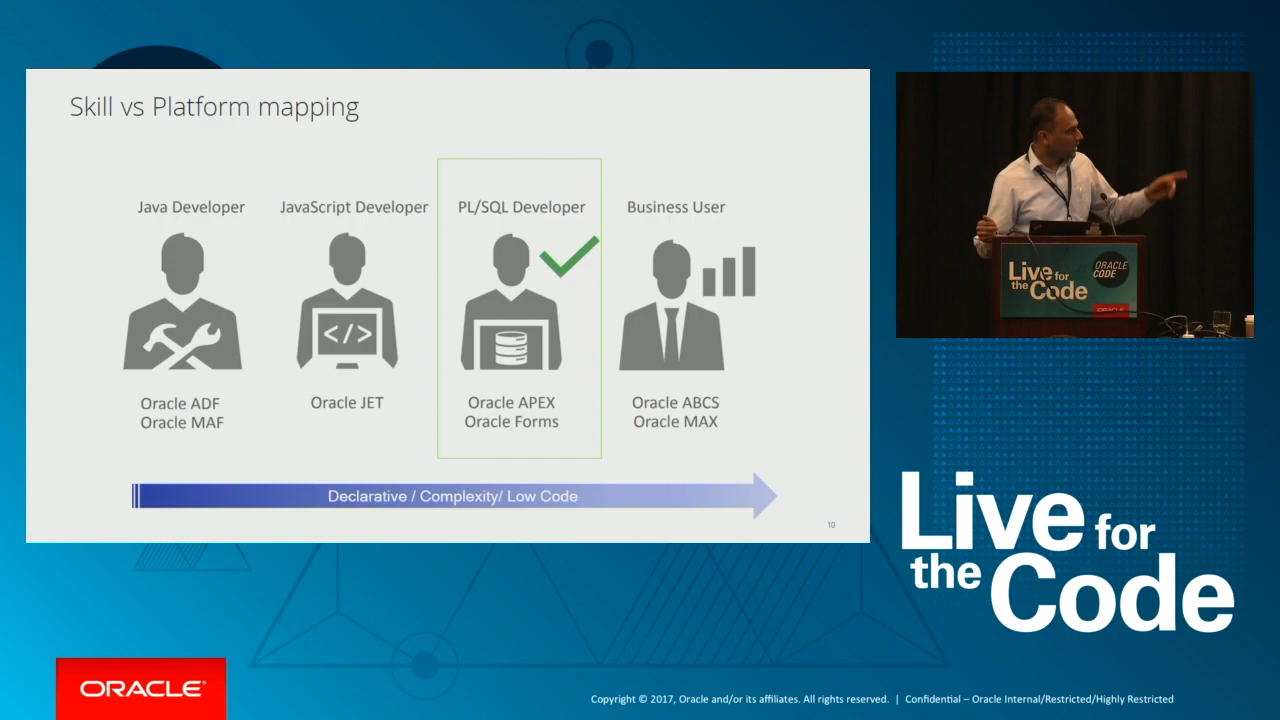 Skill vs Platform mapping
Java Developer
JavaScript Developer
PL/SQL Developer
Business User
</>
Oracle ADF
Oracle MAF
Oracle JET
Oracle APEX
Oracle Forms
Oracle ABCS
Oracle MAX
Declarative / Complexity/ Low Code
10
Live for
the Code
ORACLE
CODE
ORACLE
Live for
the Code
ORACLE
Copyright © 2017, Oracle and/or its affiliates. All rights reserved. | Confidential – Oracle Internal/Restricted/Highly Restricted